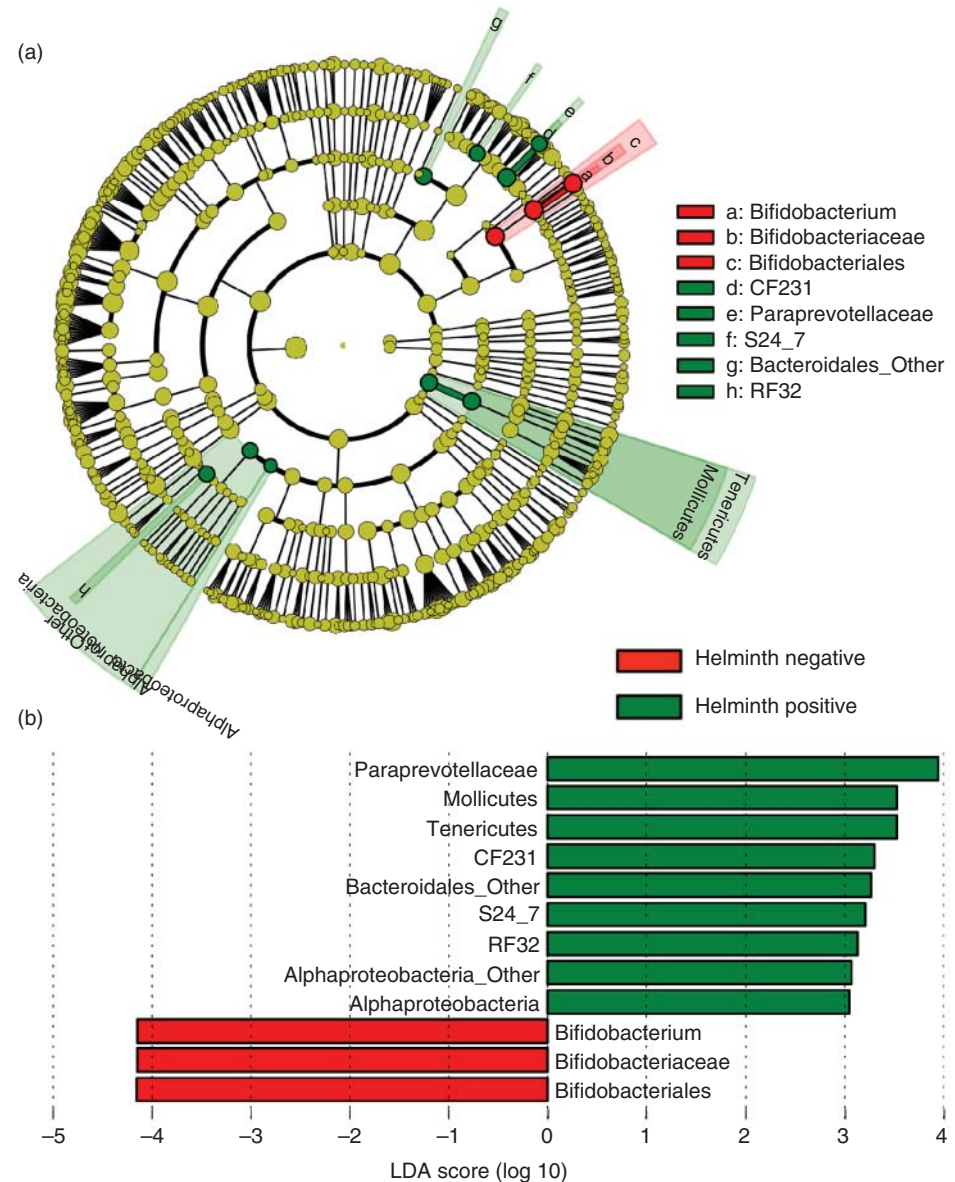 (a)
g
f
e
d
c
b
a
a: Bifidobacterium
b: Bifidobacteriaceae
c: Bifidobacteriales
d: CF231
e: Paraprevotellaceae
f: S24_7
g: Bacteroidales_Other
h: RF32
Mollicutes
Tenericutes
h
Alphaproteobacteria_Other
Alphaproteobacteria
Helminth negative
Helminth positive
(b)
Paraprevotellaceae
Mollicutes
Tenericutes
CF231
Bacteroidales_Other
S24_7
RF32
Alphaproteobacteria_Other
Alphaproteobacteria
Bifidobacterium
Bifidobacteriaceae
Bifidobacteriales
–5 –4 –3 –2 –1 0 1 2 3 4
LDA score (log 10)